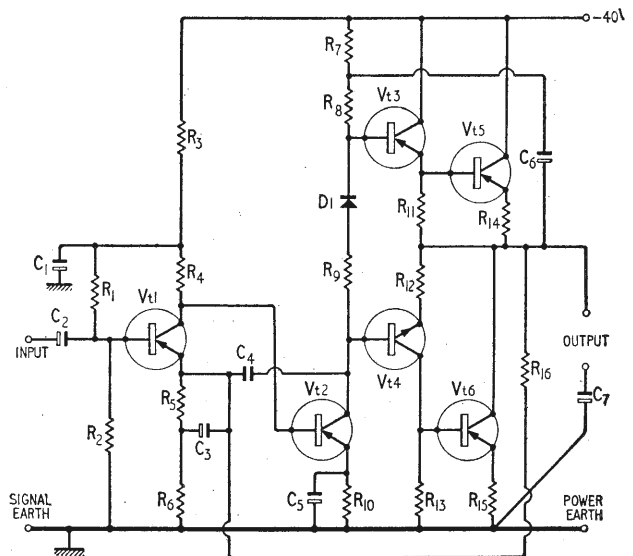 -40V
R7
R8
Vt3
R3
Vt5
C6
D1
R11
R14
C1
R1
R4
R9
R12
C2
Vt1
INPUT
C4
Vt4
OUTPUT
R16
R5
Vt2
Vt6
C7
R2
C3
SIGNAL
EARTH
R6
C5
R10
R13
R15
POWER
EARTH